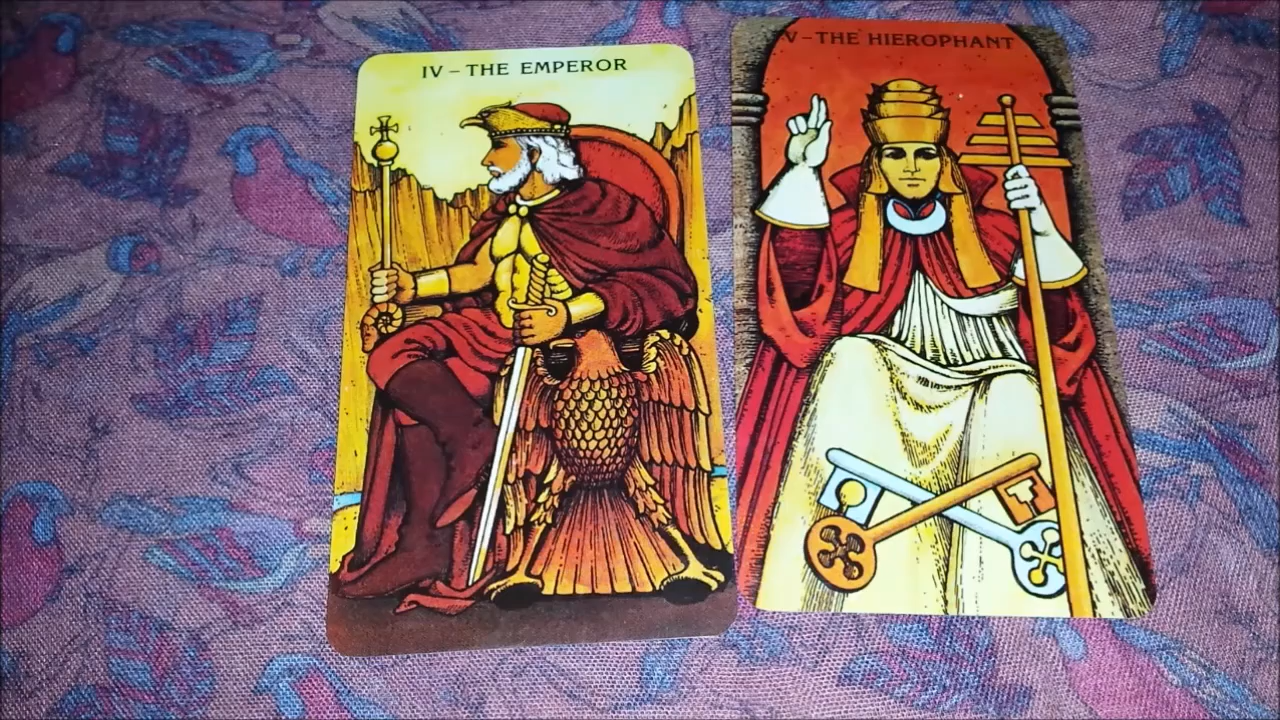 IV – THE EMPEROR
V – THE HIEROPHANT